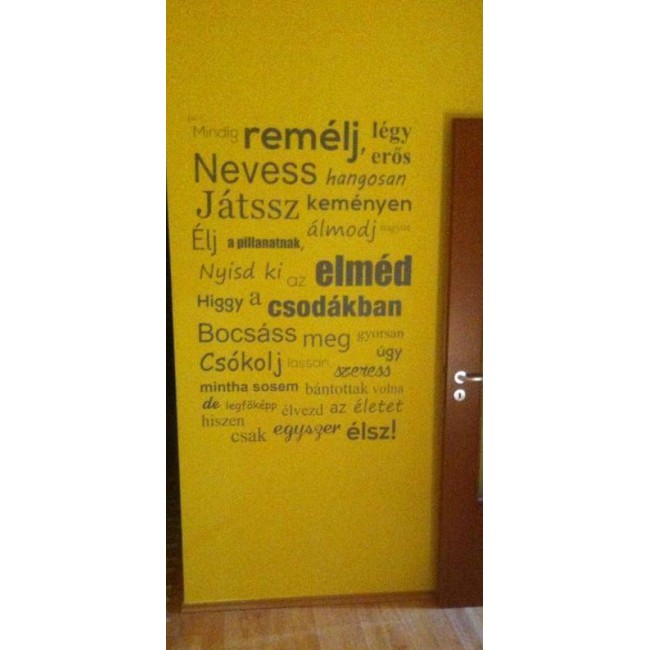 Mindig remélj, légy
erős
Nevess hangosan
Játssz keményen
Élj a pillanatnak, álmodj nagyot
Nyisd ki az elméd
Higgy a csodákban
Bocsáss meg gyorsan
Csókolj lassan úgy
szeress
mintha sosem bántottak volna
de legfőképp élvezd az életet
hiszen
csak egyszer élsz!